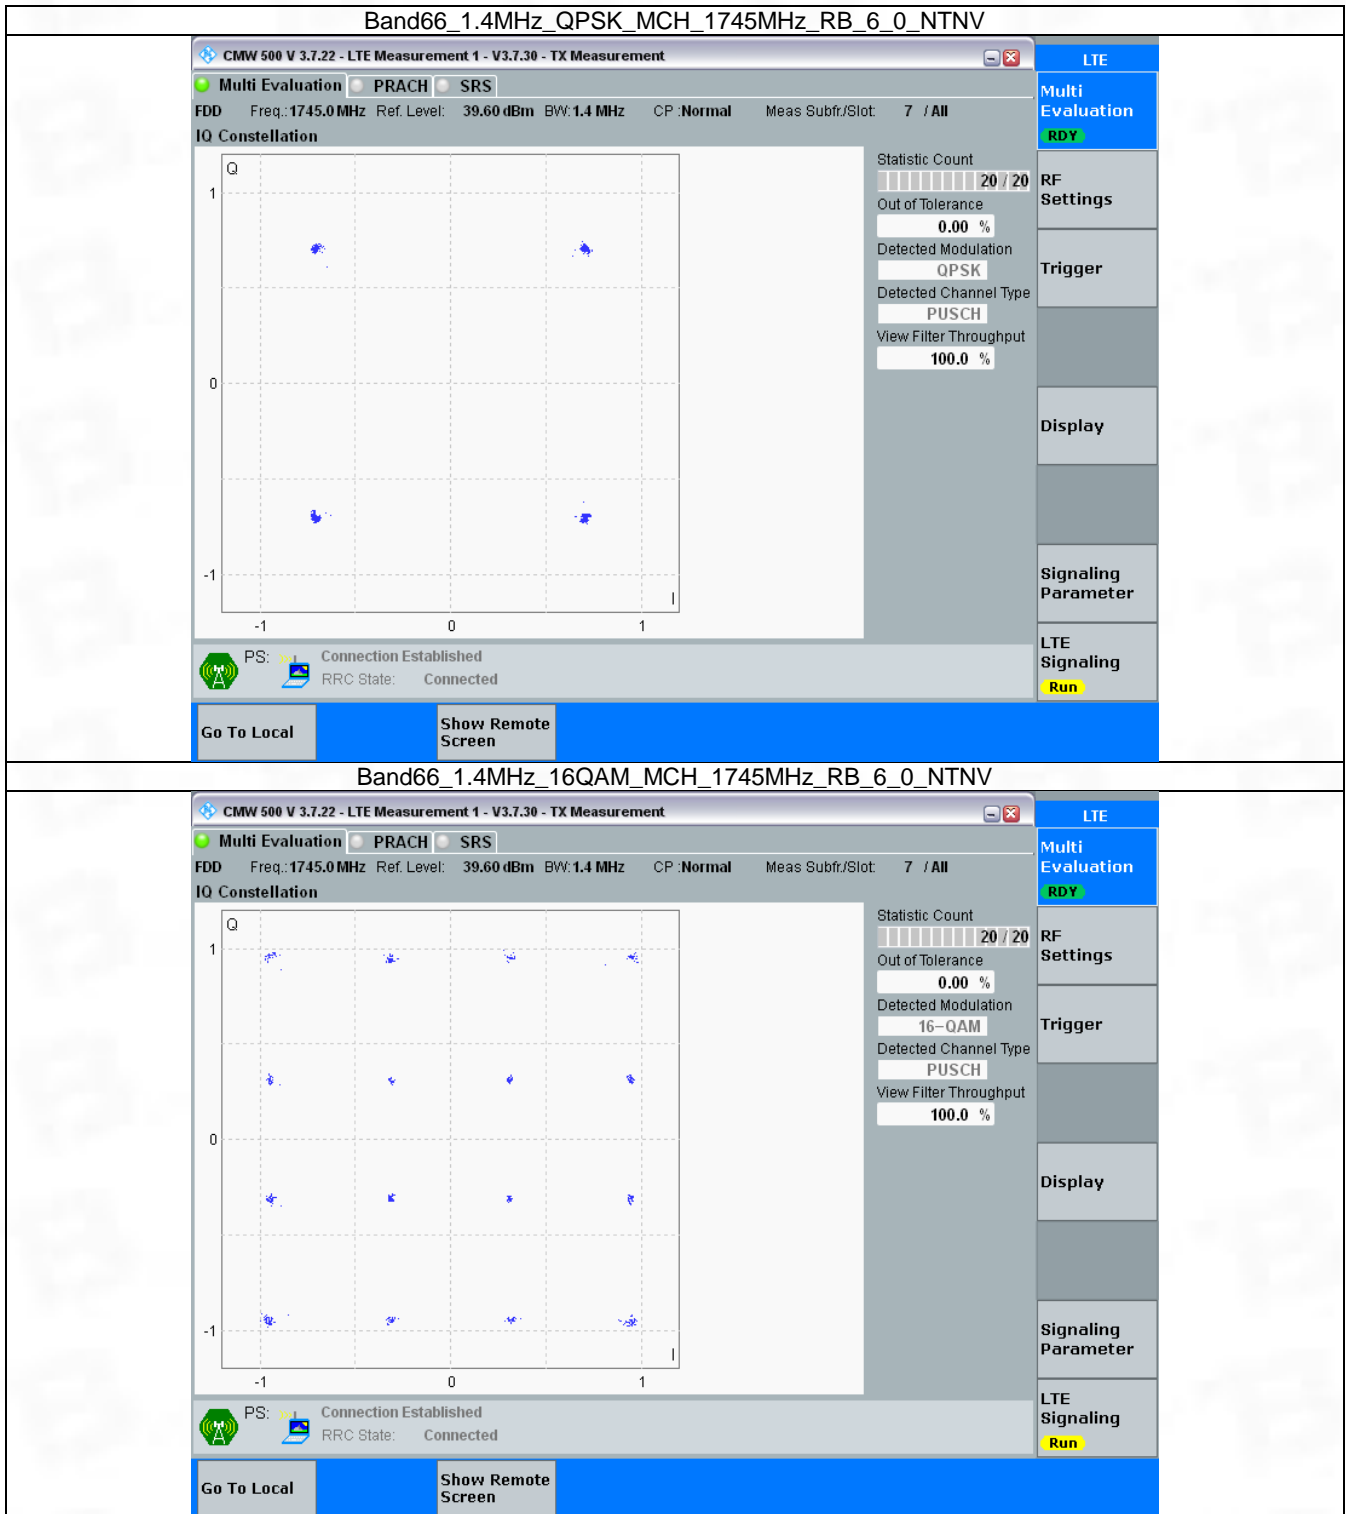 Band66_1.4MHz_QPSK_MCH_1745MHz_RB_6_0_NTNV
CMW 500 V 3.7.22 - LTE Measurement 1 - V3.7.30 - TX Measurement
LTE
Multi Evaluation PRACH SRS
Multi
Evaluation
RDY
FDD Freq.: 1745.0 MHz Ref. Level: 39.60 dBm BW: 1.4 MHz CP : Normal Meas Subfr./Slot: 7 / All
IQ Constellation
Q
1
0
-1
I
-1 0 1
Statistic Count
20 / 20
Out of Tolerance
0.00 %
Detected Modulation
QPSK
Detected Channel Type
PUSCH
View Filter Throughput
100.0 %
RF
Settings
Trigger
Display
Signaling
Parameter
LTE
Signaling
Run
PS: Connection Established
RRC State: Connected
Go To Local
Show Remote
Screen
Band66_1.4MHz_16QAM_MCH_1745MHz_RB_6_0_NTNV
CMW 500 V 3.7.22 - LTE Measurement 1 - V3.7.30 - TX Measurement
LTE
Multi Evaluation PRACH SRS
Multi
Evaluation
RDY
FDD Freq.: 1745.0 MHz Ref. Level: 39.60 dBm BW: 1.4 MHz CP : Normal Meas Subfr./Slot: 7 / All
IQ Constellation
Q
1
0
-1
I
-1 0 1
Statistic Count
20 / 20
Out of Tolerance
0.00 %
Detected Modulation
16-QAM
Detected Channel Type
PUSCH
View Filter Throughput
100.0 %
RF
Settings
Trigger
Display
Signaling
Parameter
LTE
Signaling
Run
PS: Connection Established
RRC State: Connected
Go To Local
Show Remote
Screen